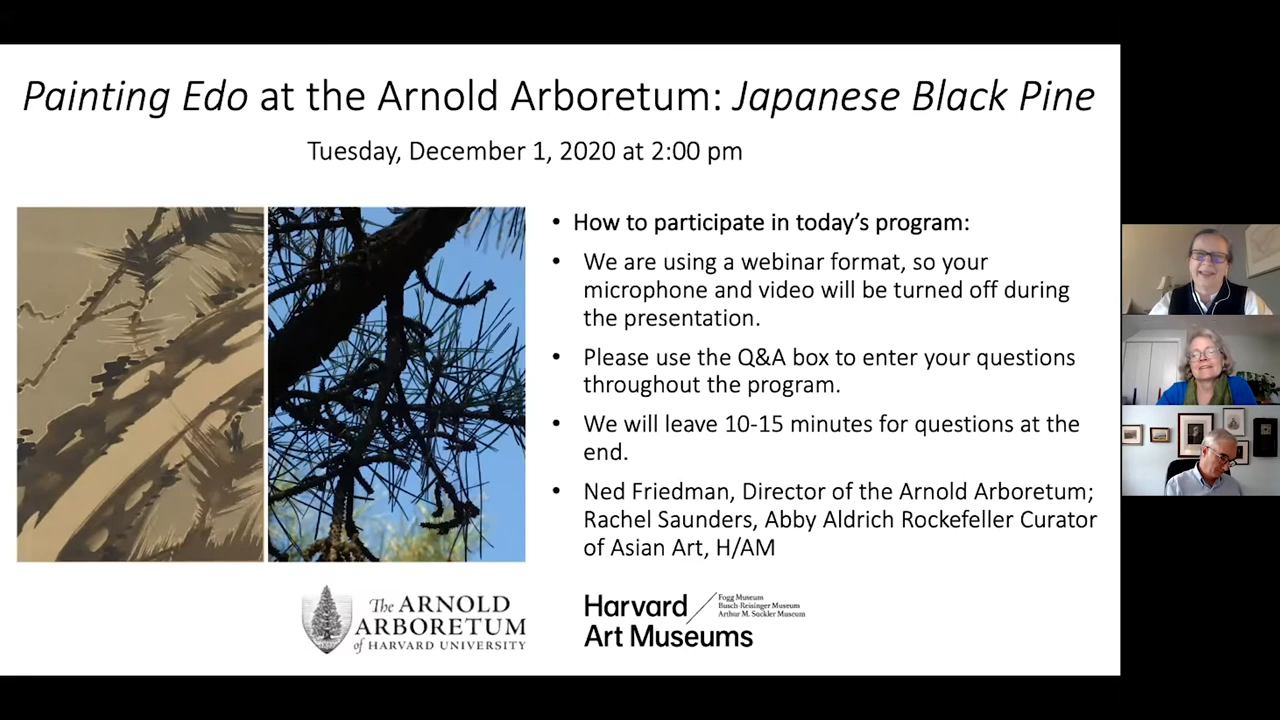 Painting Edo at the Arnold Arboretum: Japanese Black Pine
Tuesday, December 1, 2020 at 2:00 pm
• How to participate in today's program:
• We are using a webinar format, so your
microphone and video will be turned off during
the presentation.
• Please use the Q&A box to enter your questions
throughout the program.
• We will leave 10-15 minutes for questions at the
end.
• Ned Friedman, Director of the Arnold Arboretum;
Rachel Saunders, Abby Aldrich Rockefeller Curator
of Asian Art, H/AM
The ARNOLD
ARBORETUM
of HARVARD UNIVERSITY
Harvard
Art Museums
Fogg Museum
Busch-Reisinger Museum
Arthur M. Sackler Museum